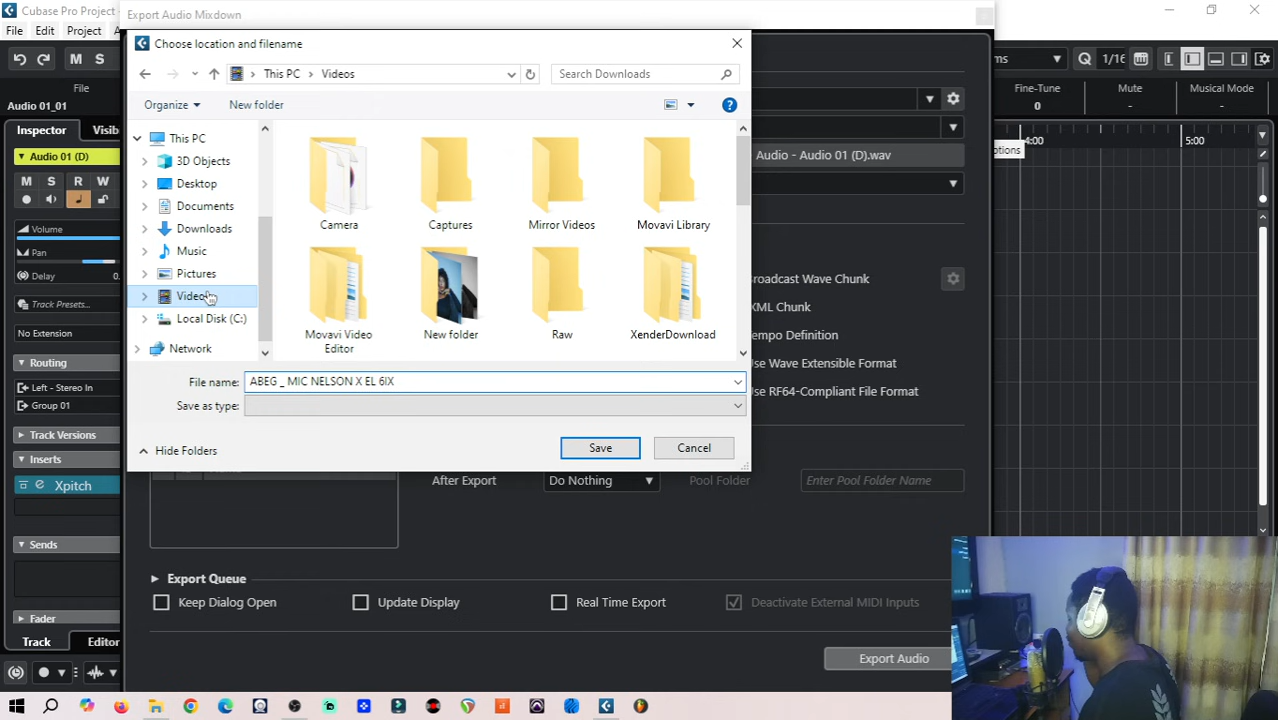 Cubase Pro Project -
Export Audio Mixdown
File Edit Project
Choose location and filename
This PC > Videos
Search Downloads
Organize
New folder
M S
File
Audio 01_01
Inspector
Audio 01 (D)
M S R W
Volume
Pan
Delay
0.
Track Presets...
No Extension
Routing
Left - Stereo In
Group 01
Track Versions
Inserts
Xpitch
Sends
Fader
Track
Editor
This PC
3D Objects
Desktop
Documents
Downloads
Music
Pictures
Videos
Local Disk (C:)
Network
Camera
Captures
Mirror Videos
Movavi Library
Movavi Video
Editor
New folder
Raw
XenderDownload
File name:
ABEG _ MIC NELSON X EL 6IX
Save as type:
Hide Folders
Save
Cancel
Audio - Audio 01 (D).wav
Broadcast Wave Chunk
XML Chunk
Tempo Definition
Use Wave Extensible Format
Use RF64-Compliant File Format
After Export
Do Nothing
Pool Folder
Enter Pool Folder Name
Export Queue
Keep Dialog Open
Update Display
Real Time Export
Deactivate External MIDI Inputs
Export Audio
1/16
Fine-Tune
0
Mute
-
Musical Mode
-
4:00
5:00